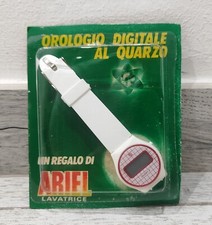 OROLOGIO DIGITALE
AL QUARZO
UN REGALO DI
ARIEL
LAVATRICE